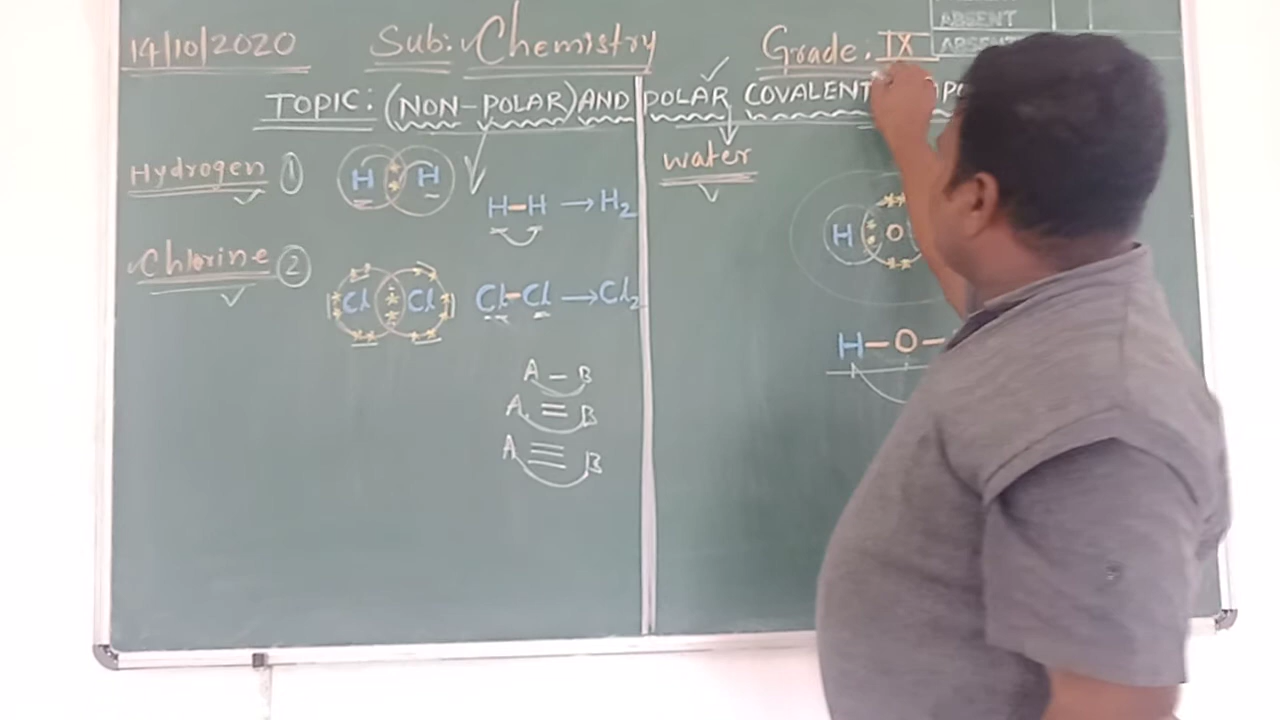 ABSENT
14/10/2020 Sub: Chemistry Grade: IX ABSENT
TOPIC: (NON-POLAR) AND POLAR COVALENT
Hydrogen 1 H H water
H-H → H2
H O
Chlorine 2
Cl Cl Cl-Cl → Cl2
H-O-
A - B
A = B
A ≡ B